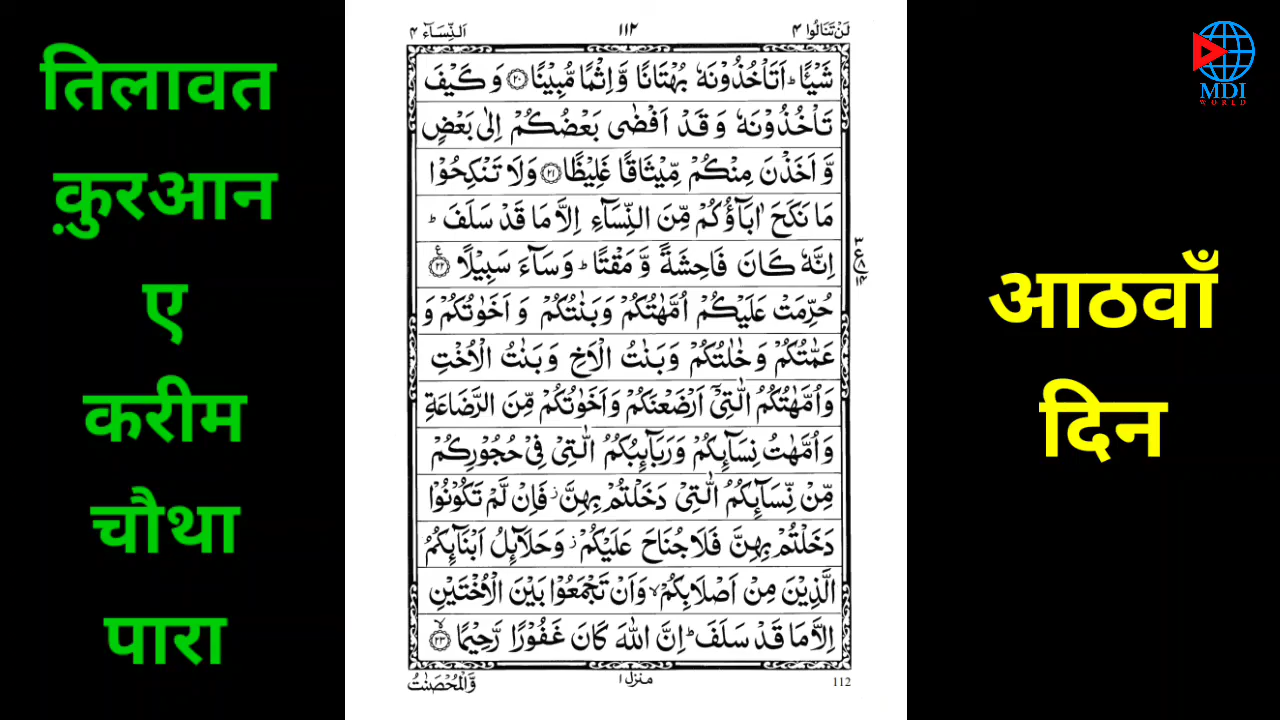 तिलावत
क़ुरआन
ए
करीम
चौथा
पारा
لَنْ تَنَالُوا ٤
١١٢
اَلنِّسَآء ٤
شَيْـًٔا ؕ اَتَاْخُذُوْنَهٗ بُهْتَانًا وَّ اِثْمًا مُّبِيْنًا ﴿٢٠﴾ وَ كَيْفَ
تَاْخُذُوْنَهٗ وَ قَدْ اَفْضٰى بَعْضُكُمْ اِلٰى بَعْضٍ
وَّ اَخَذْنَ مِنْكُمْ مِّيْثَاقًا غَلِيْظًا ﴿٢١﴾ وَلَا تَنْكِحُوْا
مَا نَكَحَ اٰبَآؤُكُمْ مِّنَ النِّسَآءِ اِلَّا مَا قَدْ سَلَفَ ؕ
اِنَّهٗ كَانَ فَاحِشَةً وَّ مَقْتًا ؕ وَ سَآءَ سَبِيْلًا ﴿٢٢﴾
حُرِّمَتْ عَلَيْكُمْ اُمَّهٰتُكُمْ وَ بَنٰتُكُمْ وَ اَخَوٰتُكُمْ وَ
عَمّٰتُكُمْ وَ خٰلٰتُكُمْ وَ بَنٰتُ الْاَخِ وَ بَنٰتُ الْاُخْتِ
وَ اُمَّهٰتُكُمُ الّٰتِيْٓ اَرْضَعْنَكُمْ وَ اَخَوٰتُكُمْ مِّنَ الرَّضَاعَةِ
وَ اُمَّهٰتُ نِسَآئِكُمْ وَ رَبَآئِبُكُمُ الّٰتِيْ فِيْ حُجُوْرِكُمْ
مِّنْ نِّسَآئِكُمُ الّٰتِيْ دَخَلْتُمْ بِهِنَّ ؗ فَاِنْ لَّمْ تَكُوْنُوْا
دَخَلْتُمْ بِهِنَّ فَلَا جُنَاحَ عَلَيْكُمْ ؗ وَ حَلَآئِلُ اَبْنَآئِكُمُ
الَّذِيْنَ مِنْ اَصْلَابِكُمْ ۙ وَ اَنْ تَجْمَعُوْا بَيْنَ الْاُخْتَيْنِ
اِلَّا مَا قَدْ سَلَفَ ؕ اِنَّ اللّٰهَ كَانَ غَفُوْرًا رَّحِيْمًا ﴿٢٣﴾
112
منزل ١
وَّالْمُحْصَنٰتُ
MDI
WORLD
आठवाँ
दिन